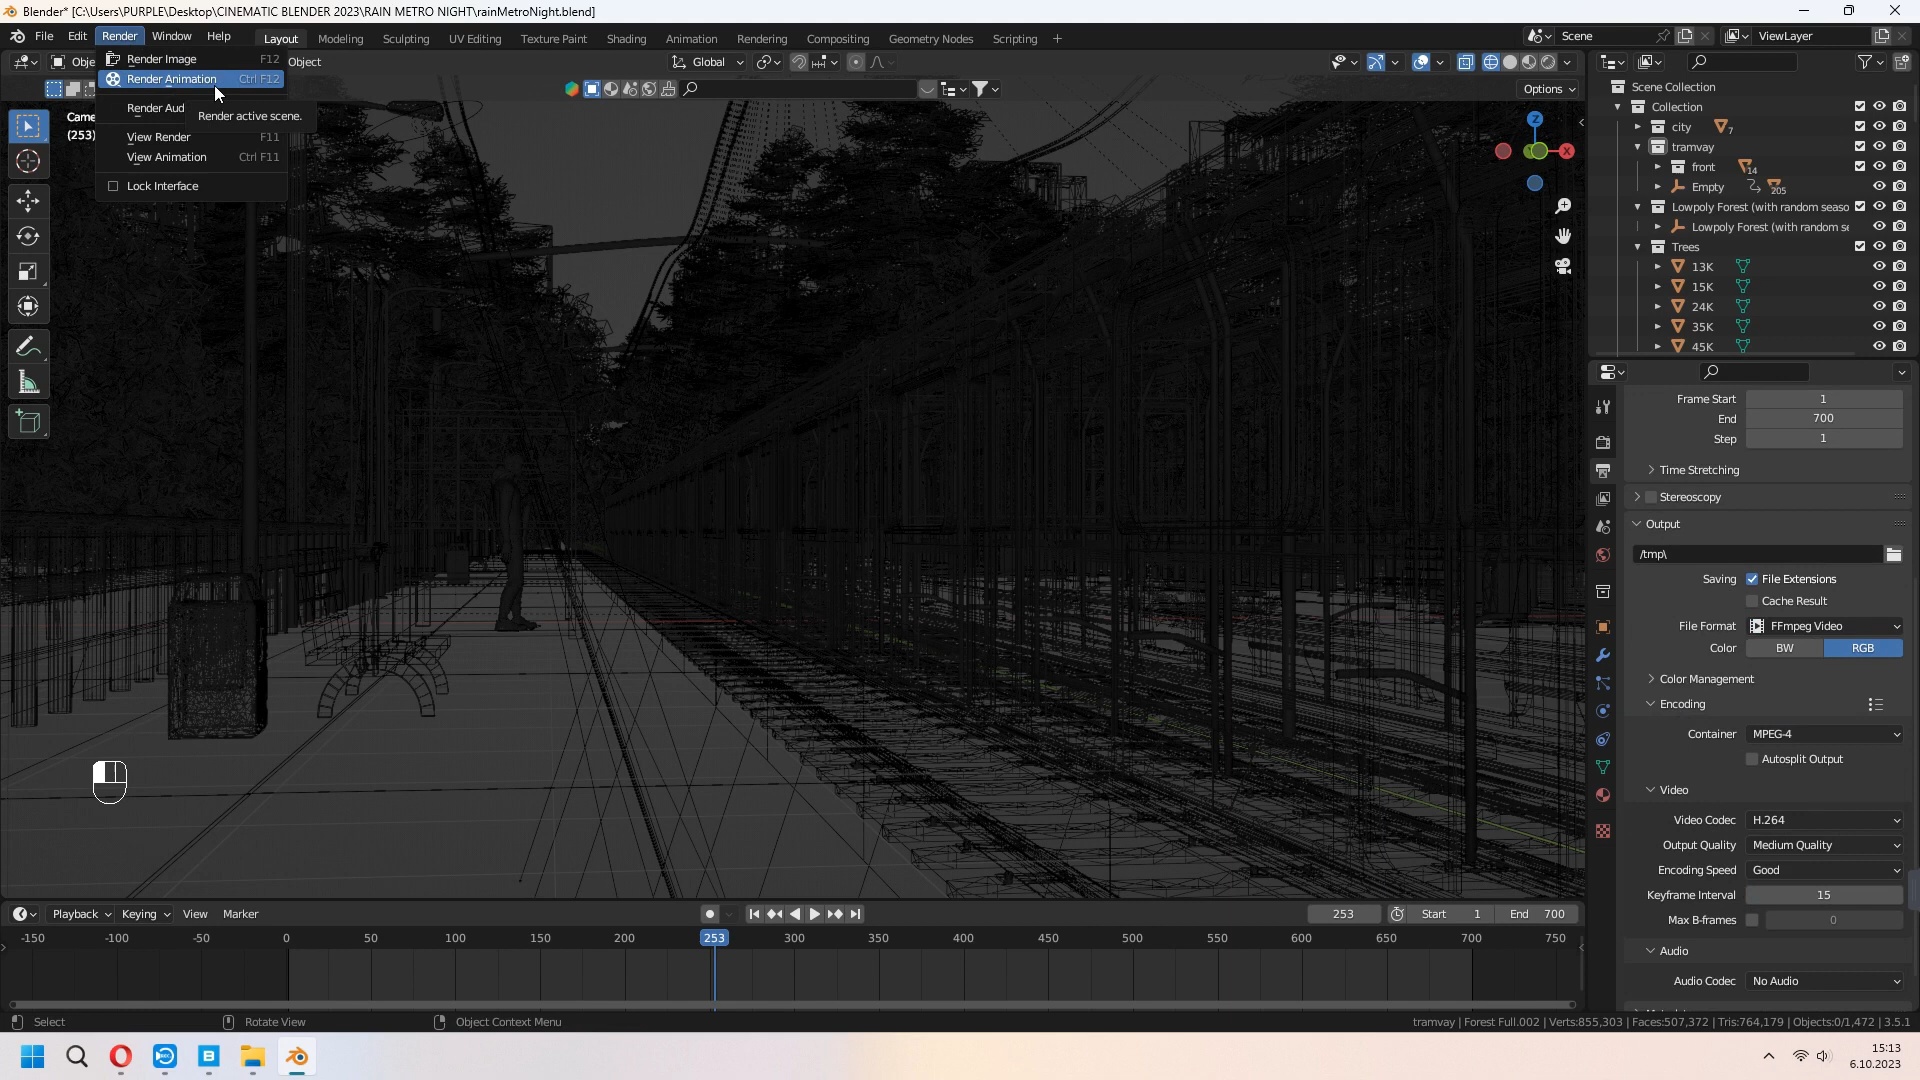 Blender* [C:\Users\PURPLE\Desktop\CINEMATIC BLENDER 2023\RAIN METRO NIGHT\rainMetroNight.blend]
File Edit Render Window Help Layout Modeling Sculpting UV Editing Texture Paint Shading Animation Rendering Compositing Geometry Nodes Scripting + Scene ViewLayer
Obje Object Global
Render Image F12
Render Animation Ctrl F12
Render Aud
Render active scene.
View Render F11
View Animation Ctrl F11
Lock Interface
Came
(253)
Options
Z
X
Scene Collection
Collection
city 7
tramvay
front 14
Empty 205
Lowpoly Forest (with random seaso
Lowpoly Forest (with random se
Trees
13K
15K
24K
35K
45K
Frame Start 1
End 700
Step 1
Time Stretching
Stereoscopy
Output
/tmp\
Saving File Extensions
Cache Result
File Format FFmpeg Video
Color BW RGB
Color Management
Encoding
Container MPEG-4
Autosplit Output
Video
Video Codec H.264
Output Quality Medium Quality
Encoding Speed Good
Keyframe Interval 15
Max B-frames 0
Audio
Audio Codec No Audio
Playback Keying View Marker 253 Start 1 End 700
-150 -100 -50 0 50 100 150 200 253 300 350 400 450 500 550 600 650 700 750
Select Rotate View Object Context Menu tramvay | Forest Full.002 | Verts:855,303 | Faces:507,372 | Tris:764,179 | Objects:0/1,472 | 3.5.1
15:13
6.10.2023